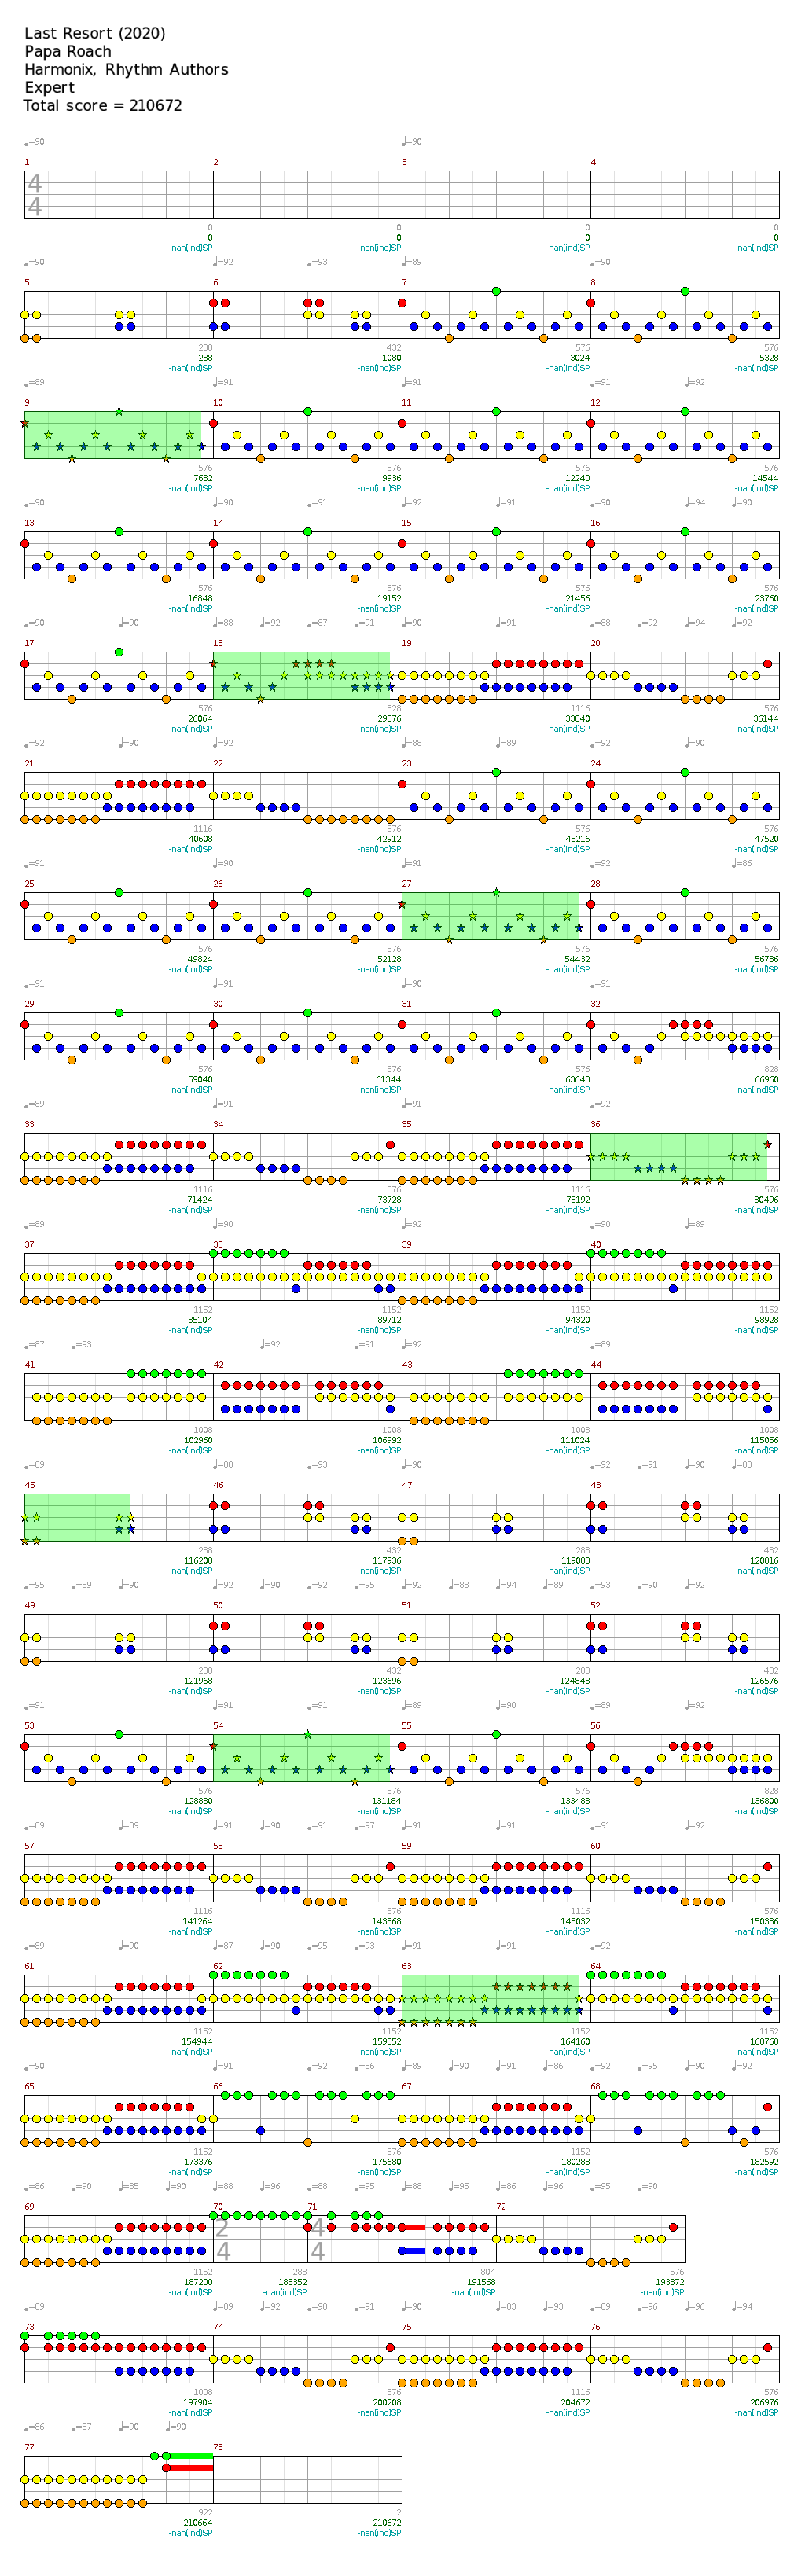 Last Resort (2020)
Papa Roach
Harmonix, Rhythm Authors
Expert
Total score = 210672
♩=90 ♩=90
1 2 3 4
4
4
0 0 0 0
0 0 0 0
-nan(ind)SP -nan(ind)SP -nan(ind)SP -nan(ind)SP
♩=90 ♩=92 ♩=93 ♩=89 ♩=90
5 6 7 8
288 432 576 576
288 1080 3024 5328
-nan(ind)SP -nan(ind)SP -nan(ind)SP -nan(ind)SP
♩=89 ♩=91 ♩=91 ♩=91 ♩=92
9 10 11 12
576 576 576 576
7632 9936 12240 14544
-nan(ind)SP -nan(ind)SP -nan(ind)SP -nan(ind)SP
♩=90 ♩=90 ♩=91 ♩=92 ♩=91 ♩=90 ♩=94 ♩=90
13 14 15 16
576 576 576 576
16848 19152 21456 23760
-nan(ind)SP -nan(ind)SP -nan(ind)SP -nan(ind)SP
♩=90 ♩=90 ♩=88 ♩=92 ♩=87 ♩=91 ♩=90 ♩=91 ♩=88 ♩=92 ♩=94 ♩=92
17 18 19 20
576 828 1116 576
26064 29376 33840 36144
-nan(ind)SP -nan(ind)SP -nan(ind)SP -nan(ind)SP
♩=92 ♩=90 ♩=92 ♩=88 ♩=89 ♩=92 ♩=90
21 22 23 24
1116 576 576 576
40608 42912 45216 47520
-nan(ind)SP -nan(ind)SP -nan(ind)SP -nan(ind)SP
♩=91 ♩=90 ♩=91 ♩=92 ♩=86
25 26 27 28
576 576 576 576
49824 52128 54432 56736
-nan(ind)SP -nan(ind)SP -nan(ind)SP -nan(ind)SP
♩=91 ♩=91 ♩=90 ♩=91
29 30 31 32
576 576 576 828
59040 61344 63648 66960
-nan(ind)SP -nan(ind)SP -nan(ind)SP -nan(ind)SP
♩=89 ♩=91 ♩=91 ♩=92
33 34 35 36
1116 576 1116 576
71424 73728 78192 80496
-nan(ind)SP -nan(ind)SP -nan(ind)SP -nan(ind)SP
♩=89 ♩=90 ♩=90 ♩=89
37 38 39 40
1152 1152 1152 1152
85104 89712 94320 98928
-nan(ind)SP -nan(ind)SP -nan(ind)SP -nan(ind)SP
♩=87 ♩=93 ♩=92 ♩=91 ♩=92 ♩=89
41 42 43 44
1008 1008 1008 1008
102960 106992 111024 115056
-nan(ind)SP -nan(ind)SP -nan(ind)SP -nan(ind)SP
♩=89 ♩=88 ♩=93 ♩=90 ♩=92 ♩=91 ♩=90 ♩=88
45 46 47 48
288 432 288 432
116208 117936 119088 120816
-nan(ind)SP -nan(ind)SP -nan(ind)SP -nan(ind)SP
♩=95 ♩=89 ♩=90 ♩=92 ♩=90 ♩=92 ♩=95 ♩=92 ♩=88 ♩=94 ♩=89 ♩=93 ♩=90 ♩=92
49 50 51 52
288 432 288 432
121968 123696 124848 126576
-nan(ind)SP -nan(ind)SP -nan(ind)SP -nan(ind)SP
♩=91 ♩=91 ♩=91 ♩=89 ♩=90 ♩=89 ♩=92
53 54 55 56
576 576 576 828
128880 131184 133488 136800
-nan(ind)SP -nan(ind)SP -nan(ind)SP -nan(ind)SP
♩=89 ♩=89 ♩=91 ♩=90 ♩=91 ♩=97 ♩=91 ♩=91 ♩=92
57 58 59 60
1116 576 1116 576
141264 143568 148032 150336
-nan(ind)SP -nan(ind)SP -nan(ind)SP -nan(ind)SP
♩=89 ♩=90 ♩=87 ♩=90 ♩=95 ♩=93 ♩=91 ♩=92
61 62 63 64
1152 1152 1152 1152
154944 159552 164160 168768
-nan(ind)SP -nan(ind)SP -nan(ind)SP -nan(ind)SP
♩=90 ♩=91 ♩=92 ♩=86 ♩=89 ♩=90 ♩=91 ♩=86 ♩=92 ♩=95 ♩=90 ♩=92
65 66 67 68
1152 576 1152 576
173376 175680 180288 182592
-nan(ind)SP -nan(ind)SP -nan(ind)SP -nan(ind)SP
♩=86 ♩=90 ♩=85 ♩=90 ♩=88 ♩=96 ♩=88 ♩=90 ♩=95 ♩=86 ♩=96 ♩=95 ♩=90
69 70 71 72
2 4
4 4
1152 288 804 576
187200 188352 191568 193872
-nan(ind)SP -nan(ind)SP -nan(ind)SP -nan(ind)SP
♩=89 ♩=89 ♩=92 ♩=98 ♩=91 ♩=90 ♩=83 ♩=93 ♩=89 ♩=96 ♩=96 ♩=94
73 74 75 76
1008 576 1116 576
197904 200208 204672 206976
-nan(ind)SP -nan(ind)SP -nan(ind)SP -nan(ind)SP
♩=86 ♩=87 ♩=90 ♩=90
77 78
922 2
210664 210672
-nan(ind)SP -nan(ind)SP